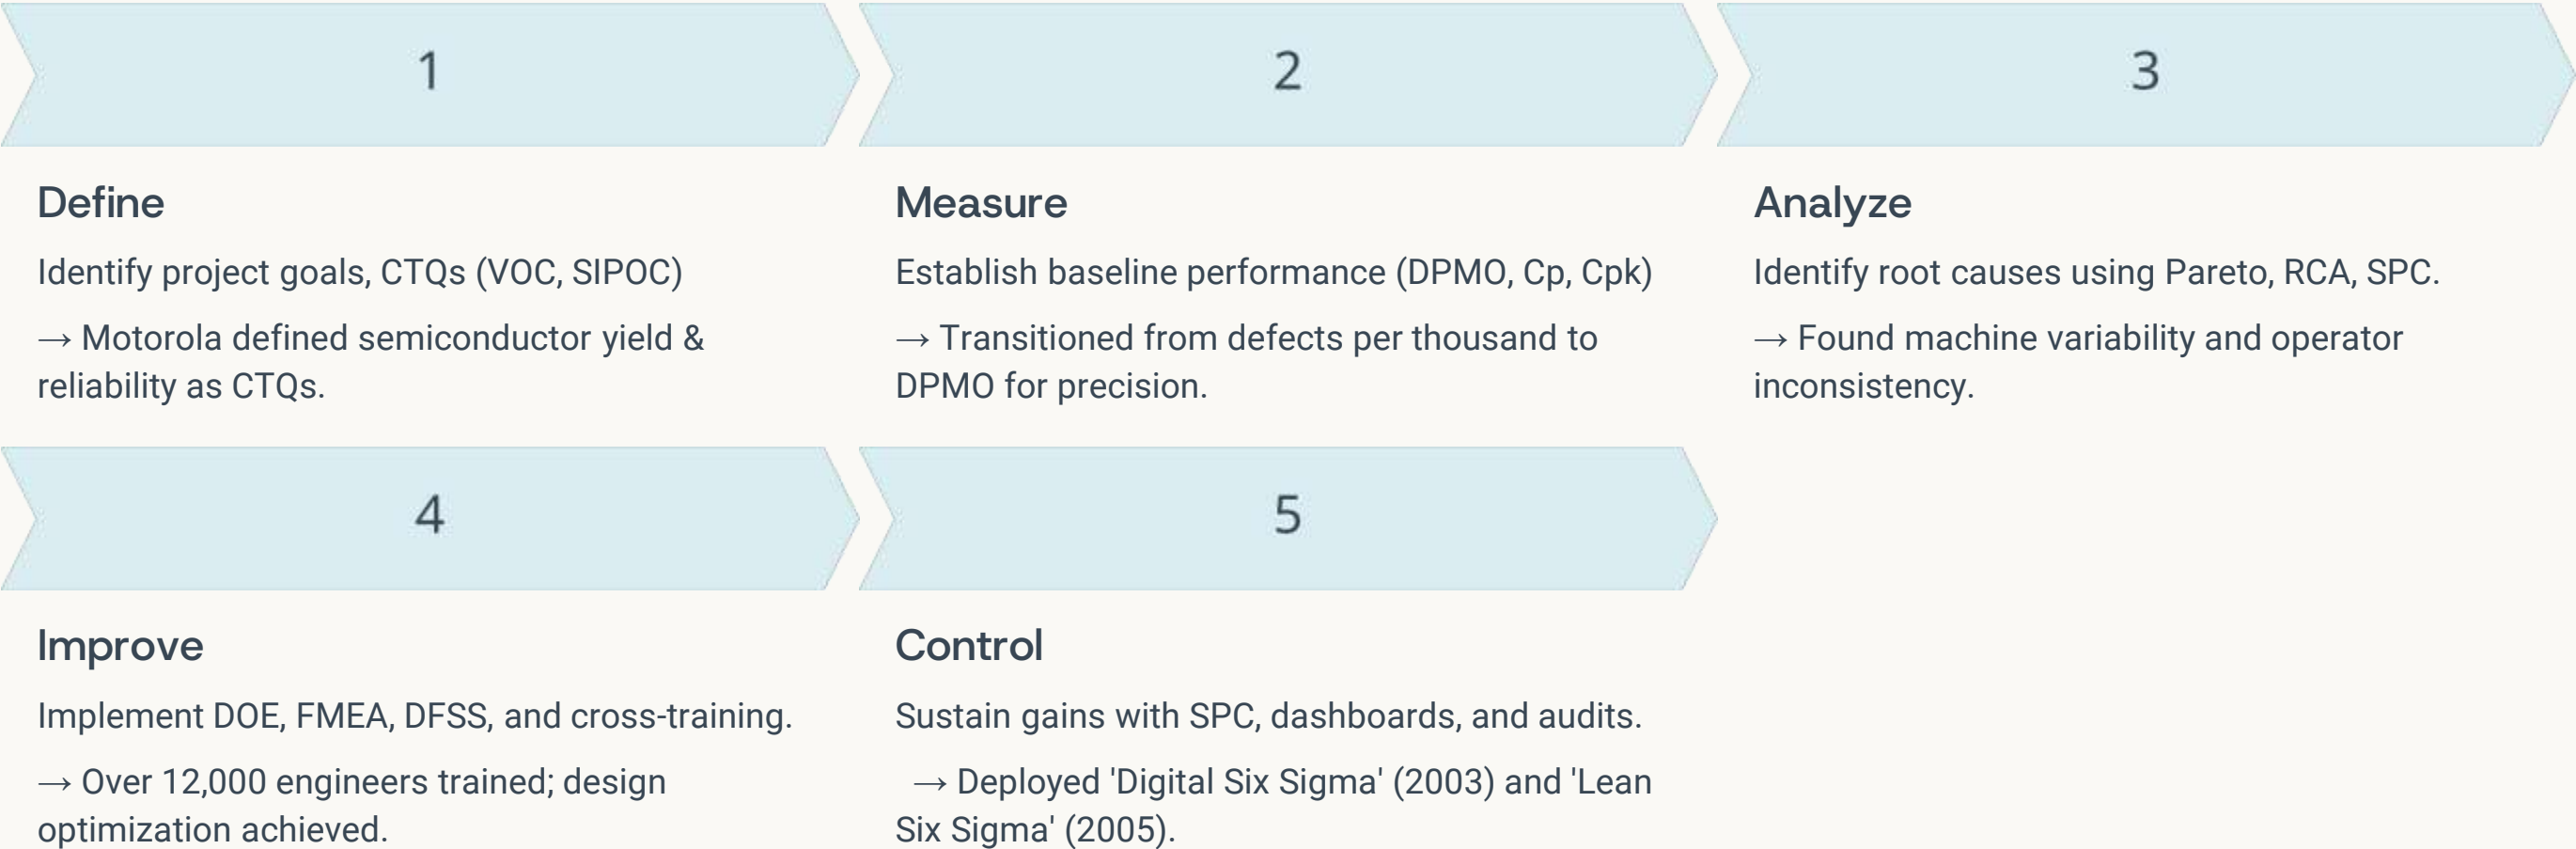 1
Define
Identify project goals, CTQs (VOC, SIPOC)
→ Motorola defined semiconductor yield &
reliability as CTQs.
2
Measure
Establish baseline performance (DPMO, Cp, Cpk)
→ Transitioned from defects per thousand to
DPMO for precision.
3
Analyze
Identify root causes using Pareto, RCA, SPC.
→ Found machine variability and operator
inconsistency.
4
Improve
Implement DOE, FMEA, DFSS, and cross-training.
→ Over 12,000 engineers trained; design
optimization achieved.
5
Control
Sustain gains with SPC, dashboards, and audits.
→ Deployed 'Digital Six Sigma' (2003) and 'Lean
Six Sigma' (2005).